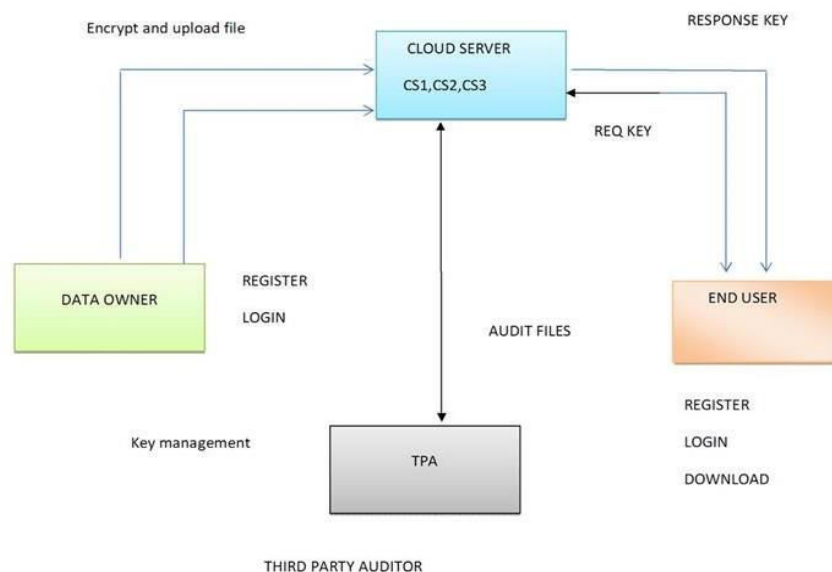 Encrypt and upload file
CLOUD SERVER
CS1,CS2,CS3
RESPONSE KEY
REQ KEY
DATA OWNER
REGISTER
LOGIN
END USER
AUDIT FILES
REGISTER
LOGIN
DOWNLOAD
Key management
TPA
THIRD PARTY AUDITOR